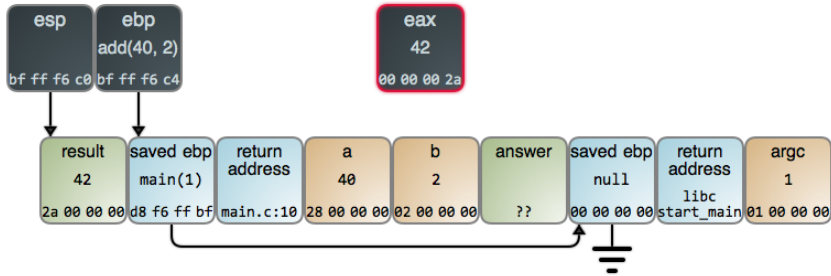 esp
bf ff f6 c0
ebp
add(40, 2)
bf ff f6 c4
eax
42
00 00 00 2a
result
42
2a 00 00 00
saved ebp
main(1)
d8 f6 ff bf
return
address
main.c:10
a
40
28 00 00 00
b
2
02 00 00 00
answer
??
saved ebp
null
00 00 00 00
return
address
libc
start_main
argc
1
01 00 00 00